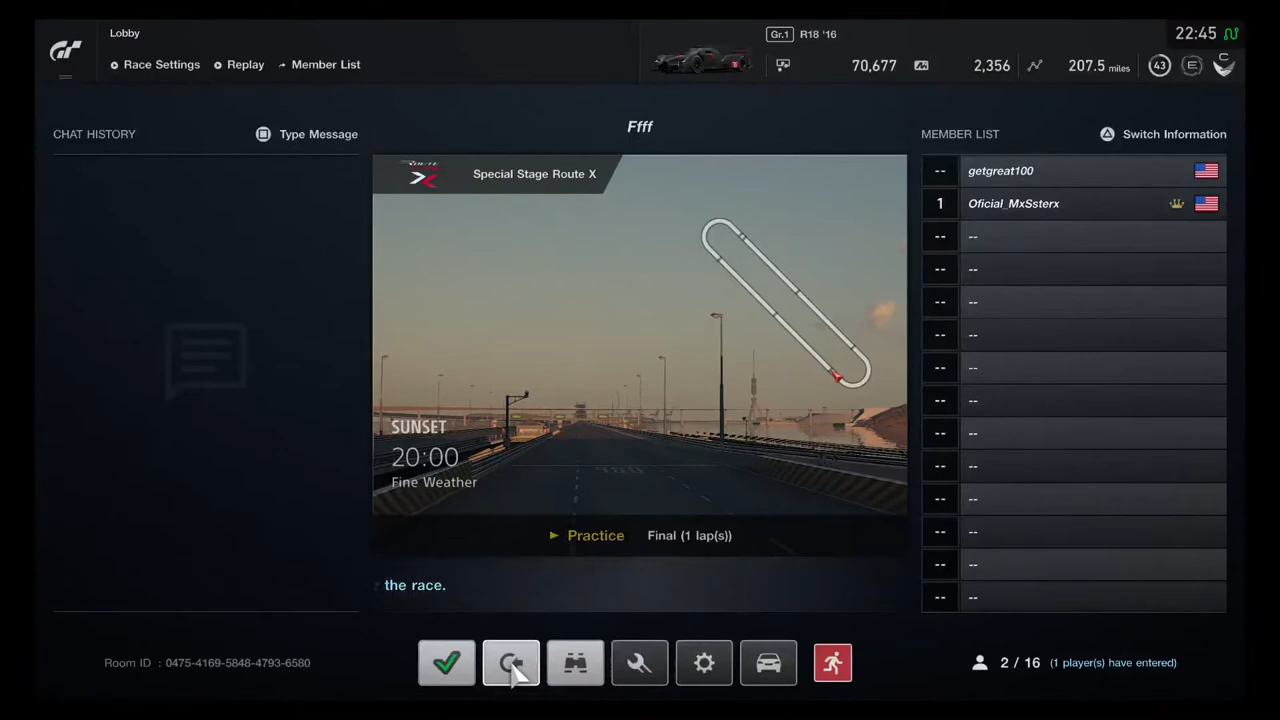 Lobby
Race Settings
Replay
Member List
Gr.1
R18 '16
70,677
2,356
207.5 miles
43
E
C
22:45
CHAT HISTORY
Type Message
Ffff
MEMBER LIST
Switch Information
ROUTE
X
Special Stage Route X
-- getgreat100
1 Oficial_MxSsterx
-- --
-- --
-- --
-- --
-- --
-- --
-- --
-- --
-- --
-- --
-- --
-- --
SUNSET
20:00
Fine Weather
Practice
Final (1 lap(s))
the race.
Room ID : 0475-4169-5848-4793-6580
2 / 16
(1 player(s) have entered)